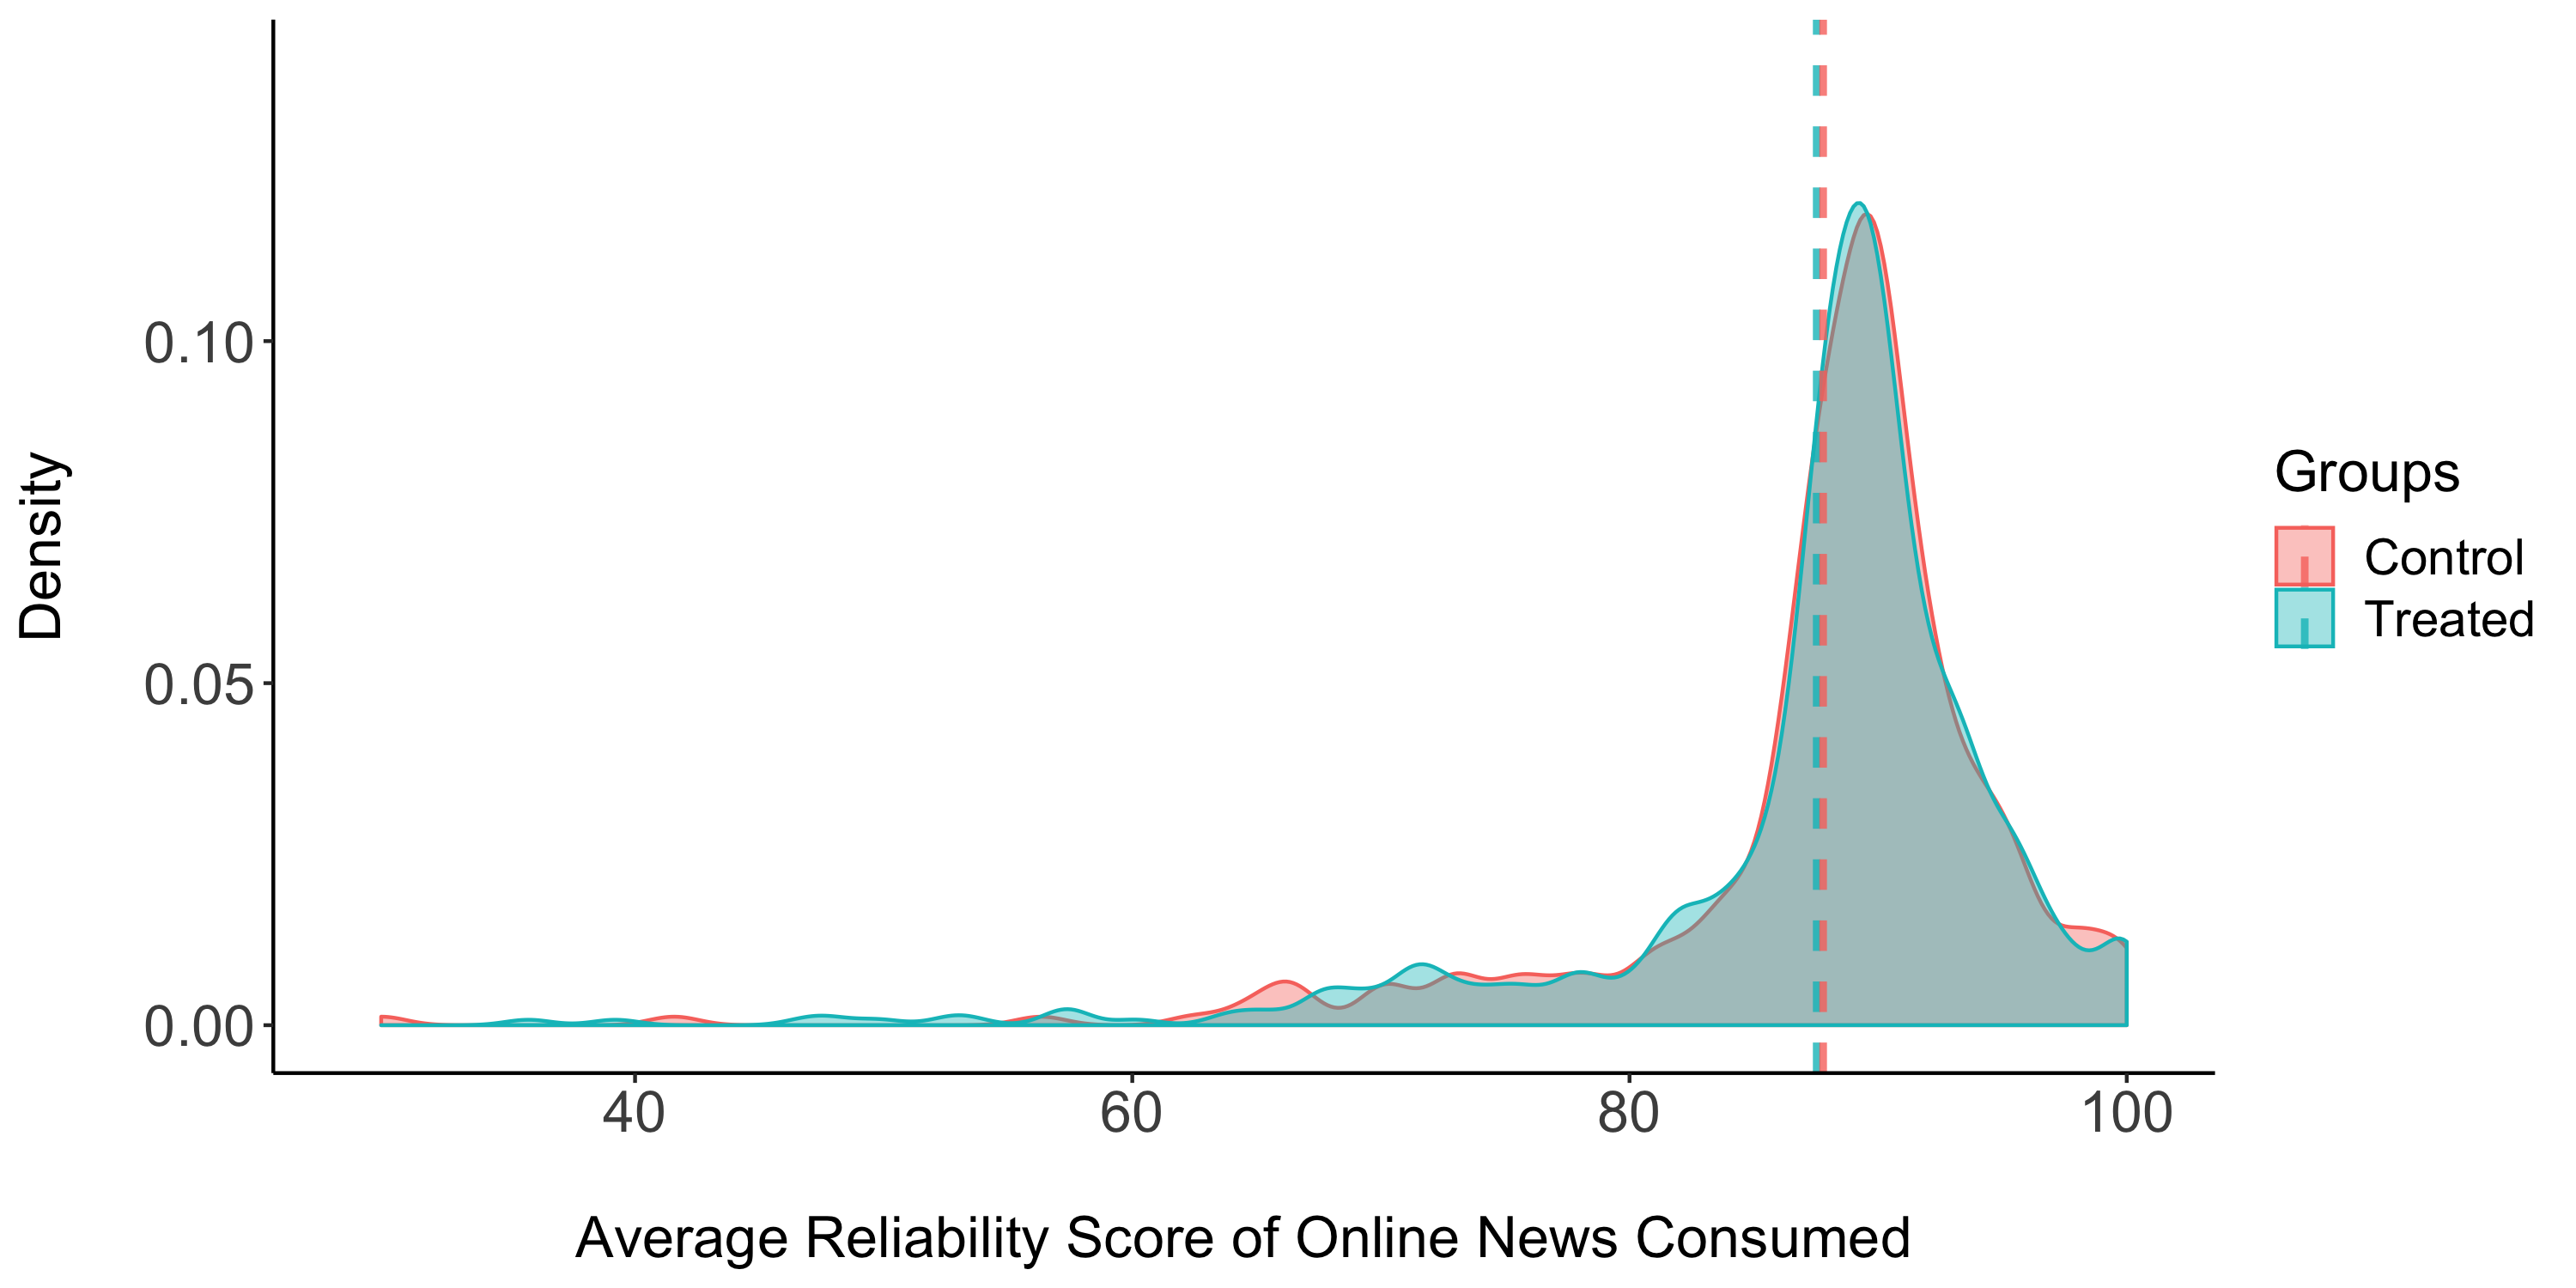 Density
0.10
0.05
0.00
40 60 80 100
Average Reliability Score of Online News Consumed
Groups
Control
Treated